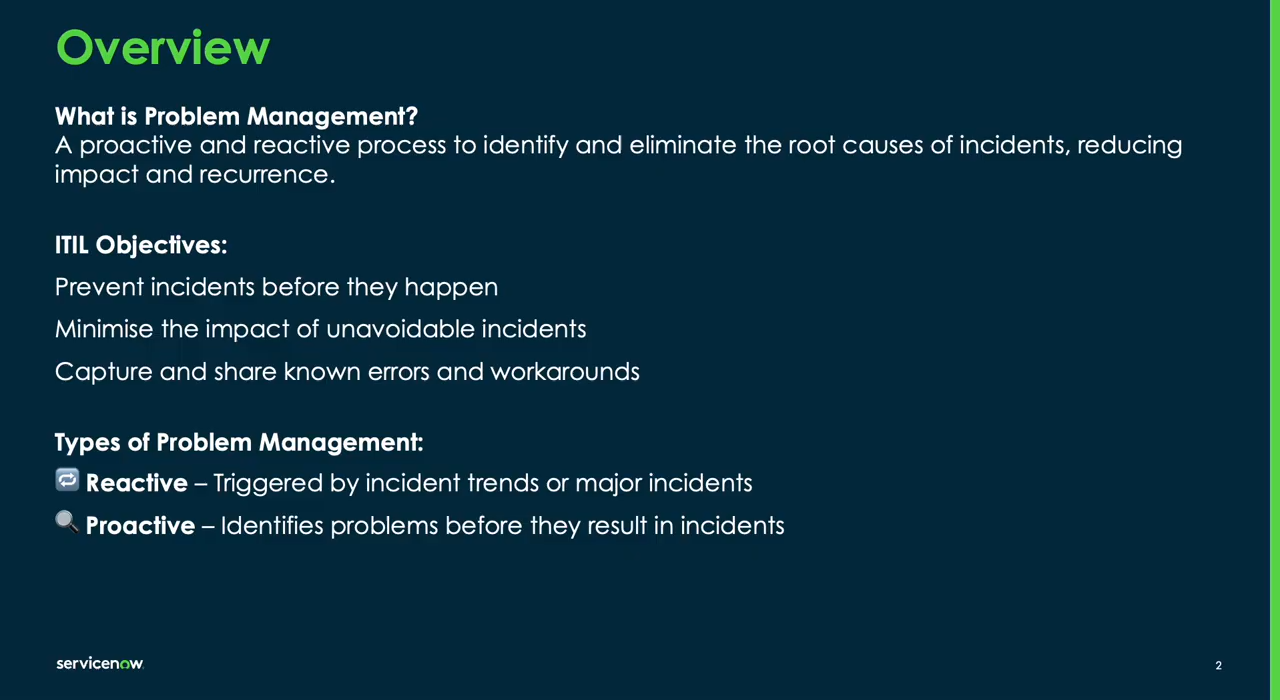 Overview
What is Problem Management?
A proactive and reactive process to identify and eliminate the root causes of incidents, reducing
impact and recurrence.
ITIL Objectives:
Prevent incidents before they happen
Minimise the impact of unavoidable incidents
Capture and share known errors and workarounds
Types of Problem Management:
Reactive – Triggered by incident trends or major incidents
Proactive – Identifies problems before they result in incidents
servicenow
2